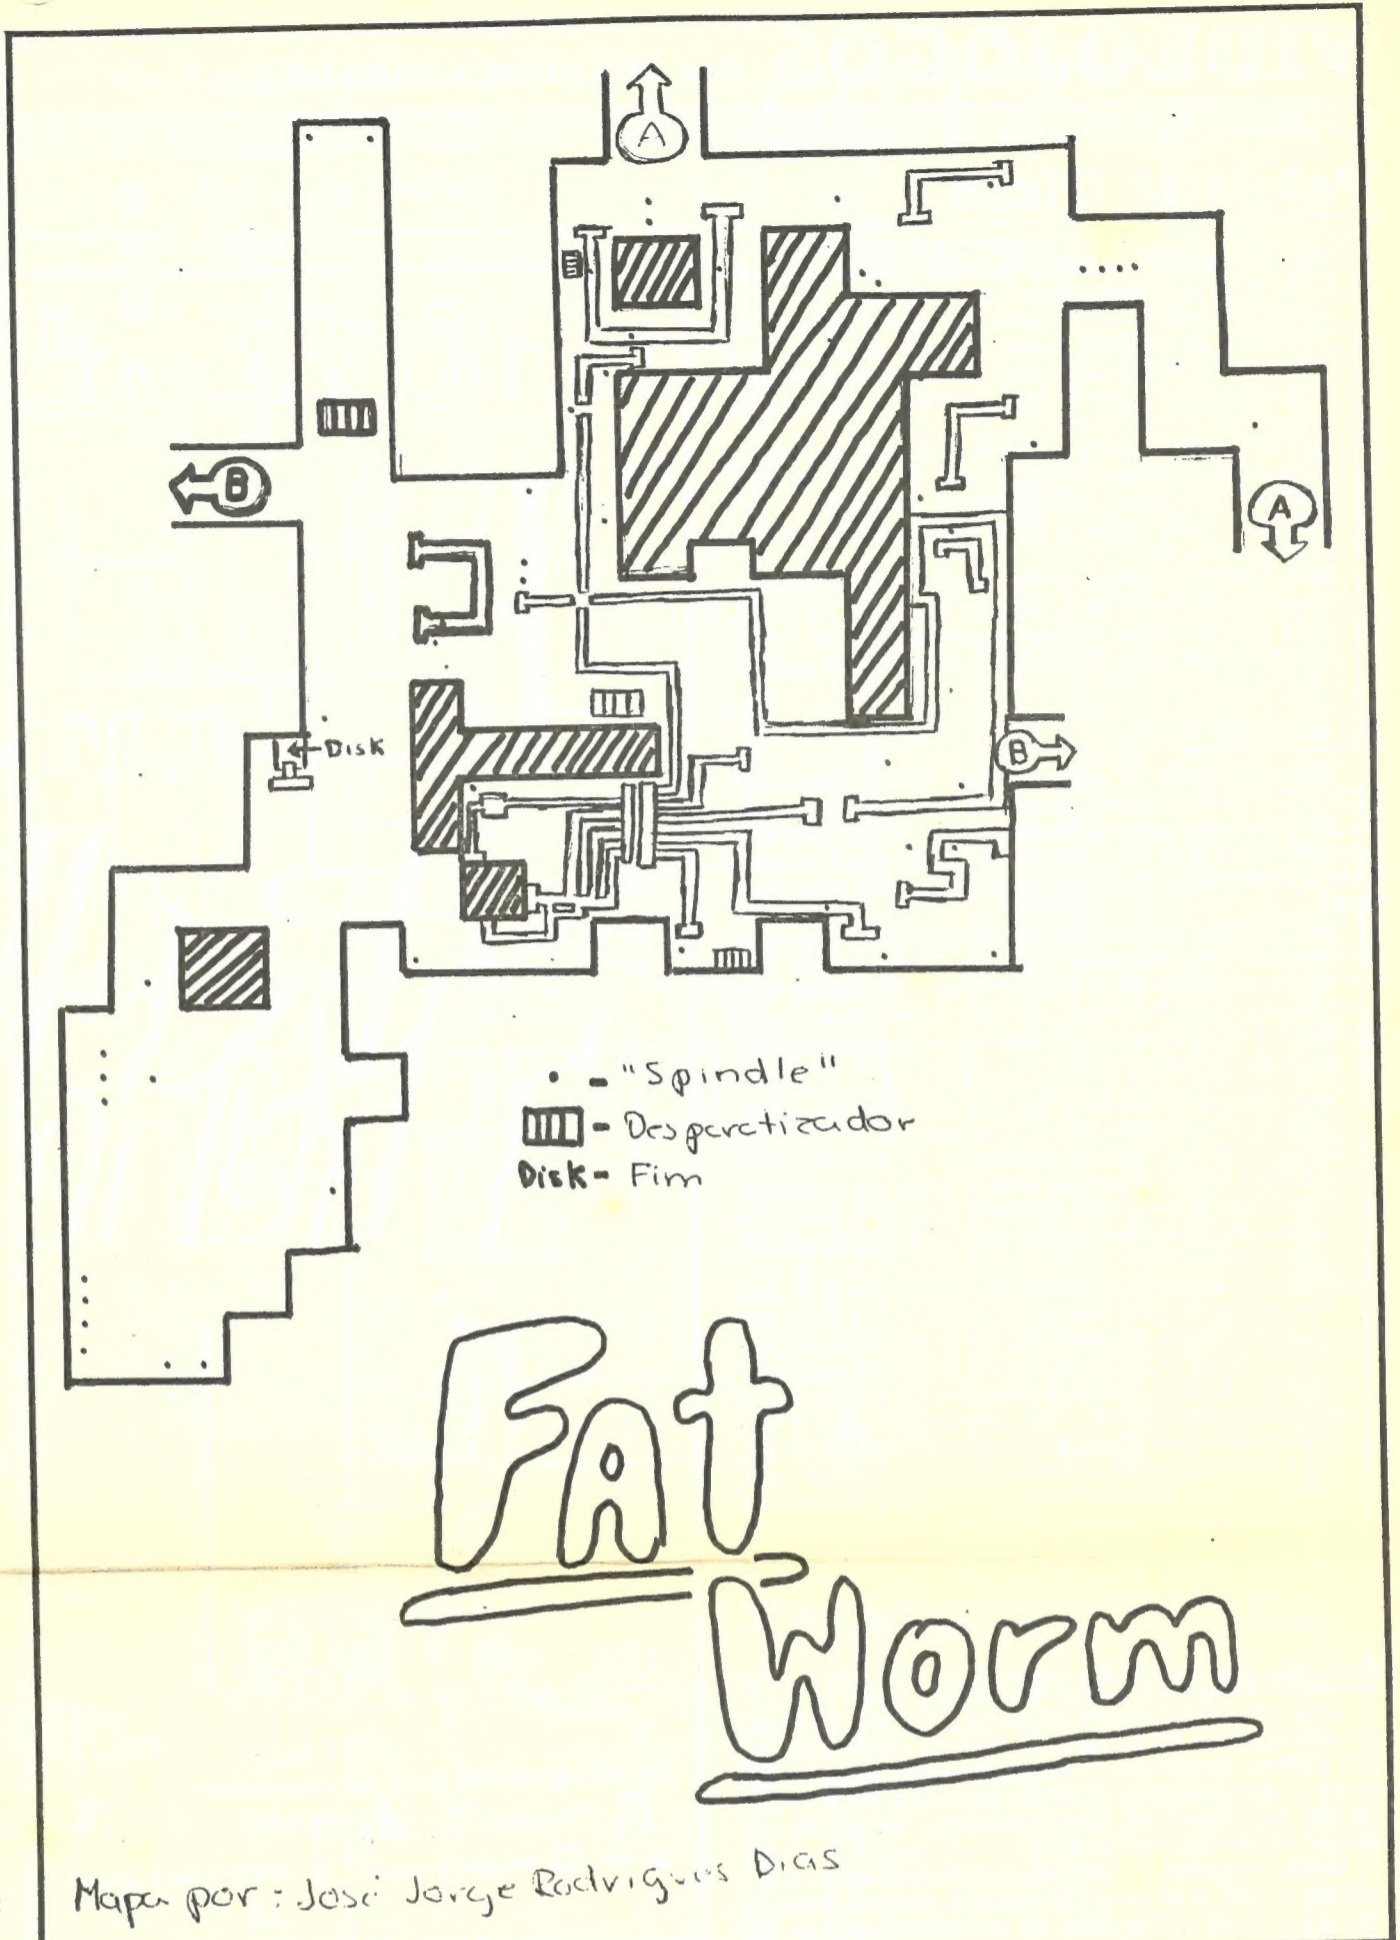 A
B
A
Disk
B
• - "Spindle"
- Desparatizador
Disk - Fim
Fat
Worm
Mapa por: José Jorge Rodrigues Dias